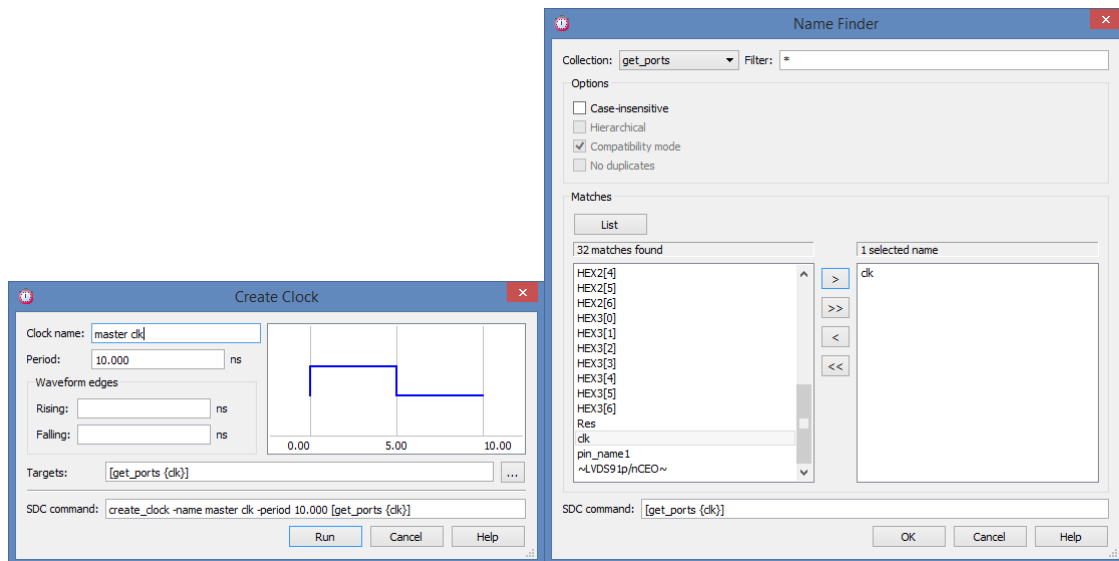 Create Clock
Clock name: master clk
Period: 10.000 ns
Waveform edges
Rising: ns
Falling: ns
0.00 5.00 10.00
Targets: [get_ports {clk}] ...
SDC command: create_clock -name master clk -period 10.000 [get_ports {clk}]
Run Cancel Help
Name Finder
Collection: get_ports Filter: *
Options
Case-insensitive
Hierarchical
Compatibility mode
No duplicates
Matches
List
32 matches found
HEX2[4]
HEX2[5]
HEX2[6]
HEX3[0]
HEX3[1]
HEX3[2]
HEX3[3]
HEX3[4]
HEX3[5]
HEX3[6]
Res
clk
pin_name1
~LVDS91p/nCEO~
>
>>
<
<<
1 selected name
clk
SDC command: [get_ports {clk}]
OK Cancel Help